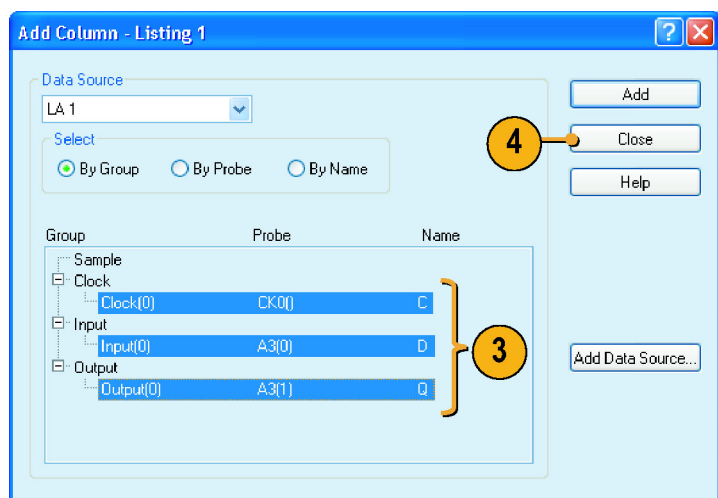 Add Column - Listing 1
Data Source
LA 1
Add
Select
4
Close
By Group By Probe By Name
Help
Group Probe Name
Sample
Clock
Clock(0) CK0() C
Input
Input(0) A3(0) D
3
Add Data Source...
Output
Output(0) A3(1) Q